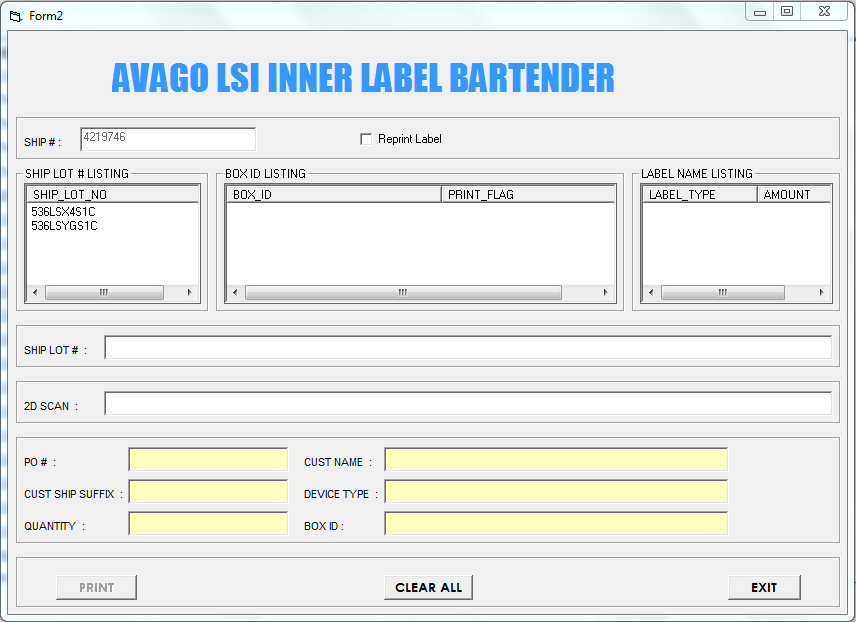 Form2
AVAGO LSI INNER LABEL BARTENDER
SHIP # :
4219746
Reprint Label
SHIP LOT # LISTING
SHIP_LOT_NO
536LSX4S1C
536LSYGS1C
BOX ID LISTING
BOX_ID PRINT_FLAG
LABEL NAME LISTING
LABEL_TYPE AMOUNT
SHIP LOT # :
2D SCAN :
PO # :
CUST NAME :
CUST SHIP SUFFIX :
DEVICE TYPE :
QUANTITY :
BOX ID :
PRINT
CLEAR ALL
EXIT